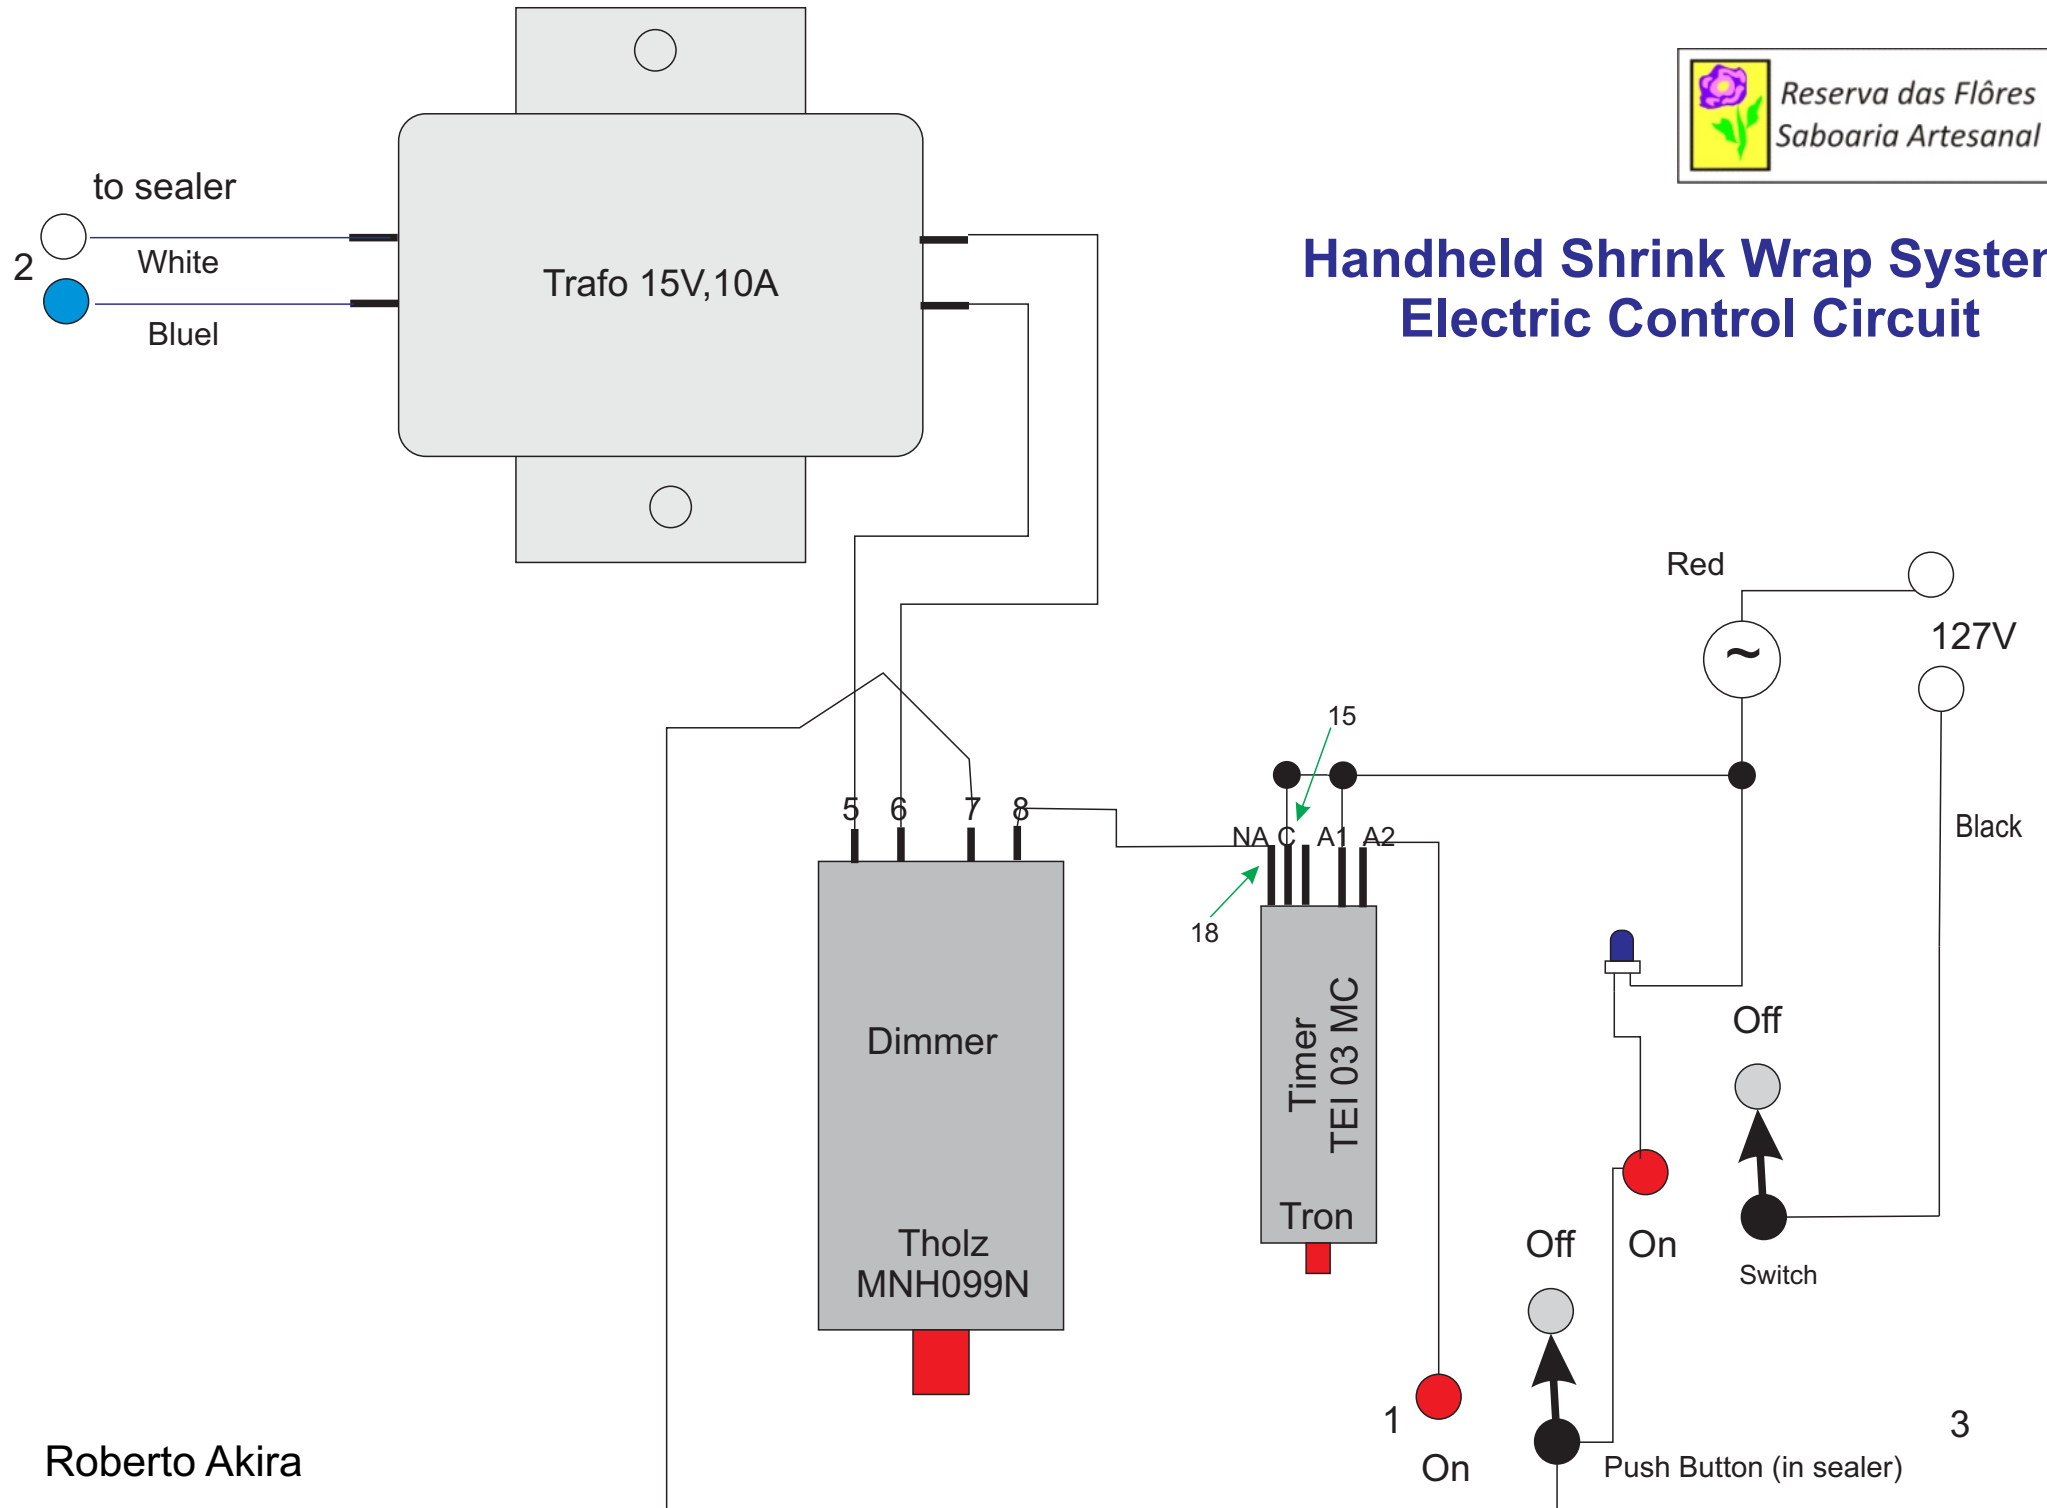 Reserva das Flôres
Saboaria Artesanal
to sealer
2
White
Bluel
Trafo 15V,10A
Handheld Shrink Wrap System
Electric Control Circuit
Red
127V
~
15
5 6 7 8
NA C A1 A2
Black
18
Dimmer
Timer
TEI 03 MC
Off
Tron
Tholz
MNH099N
Off
On
Switch
1
On
3
Push Button (in sealer)
Roberto Akira